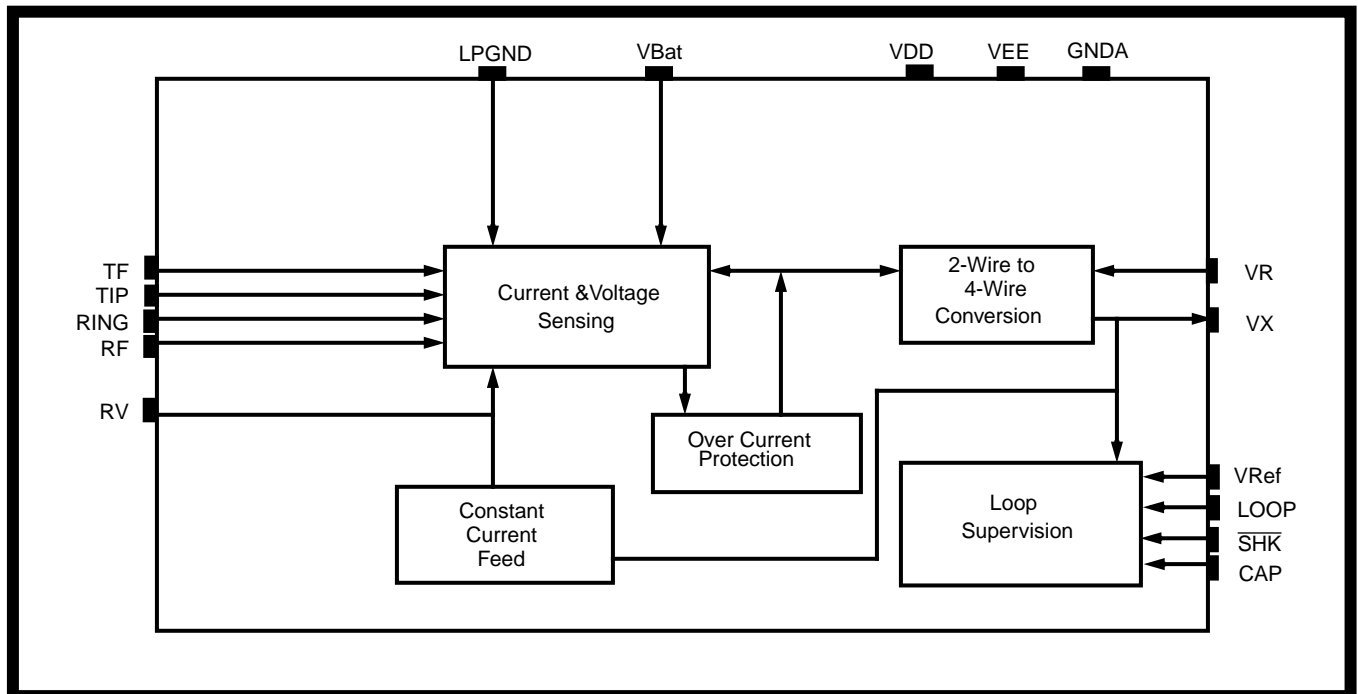 LPGND
VBat
VDD
VEE
GNDA
TF
TIP
RING
RF
RV
Current &Voltage
Sensing
2-Wire to
4-Wire
Conversion
VR
VX
Over Current
Protection
Constant
Current
Feed
Loop
Supervision
VRef
LOOP
S̅H̅K̅
CAP